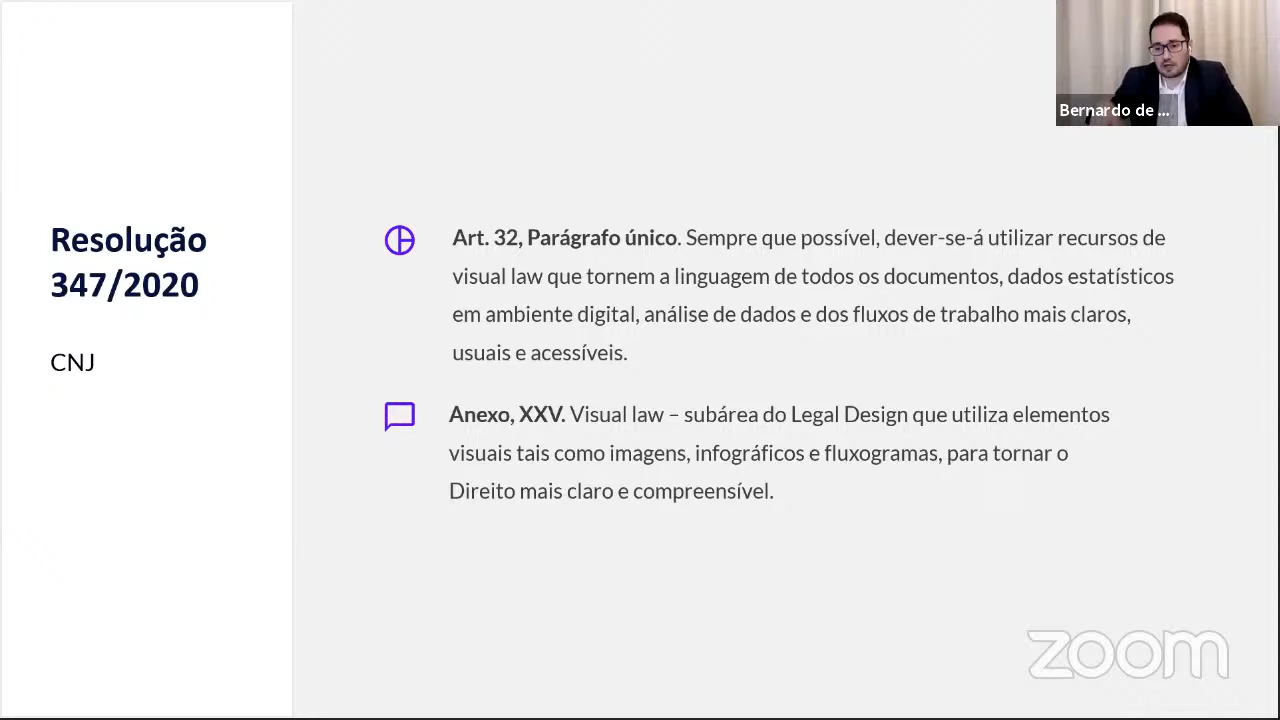 Bernardo de ...
Resolução
347/2020
CNJ
Art. 32, Parágrafo único. Sempre que possível, dever-se-á utilizar recursos de
visual law que tornem a linguagem de todos os documentos, dados estatísticos
em ambiente digital, análise de dados e dos fluxos de trabalho mais claros,
usuais e acessíveis.
Anexo, XXV. Visual law – subárea do Legal Design que utiliza elementos
visuais tais como imagens, infográficos e fluxogramas, para tornar o
Direito mais claro e compreensível.
zoom